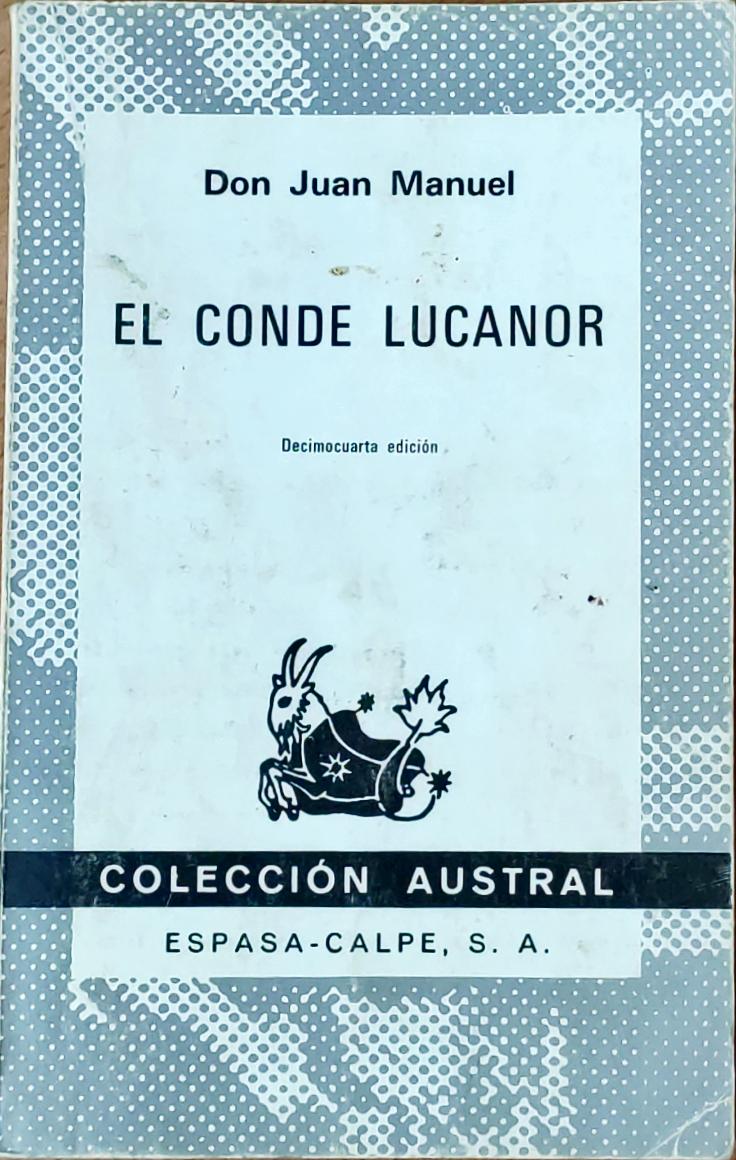 Don Juan Manuel
EL CONDE LUCANOR
Decimocuarta edición
COLECCIÓN AUSTRAL
ESPASA-CALPE, S. A.